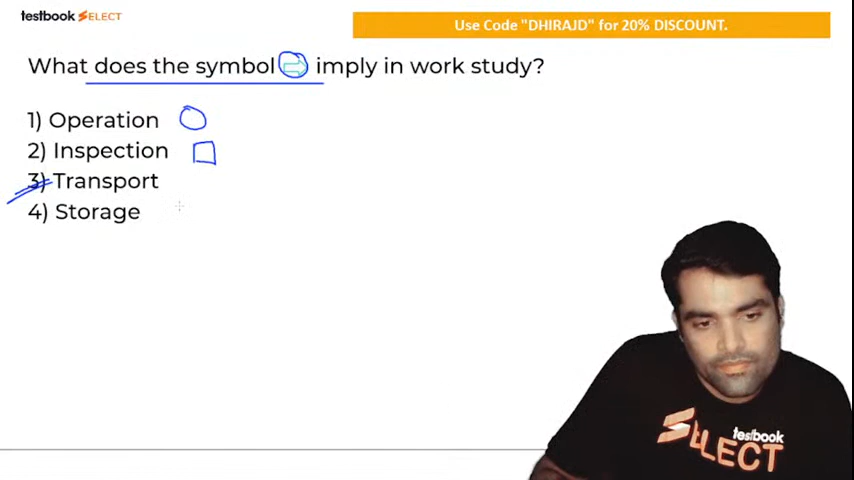 testbook SELECT
Use Code "DHIRAJD" for 20% DISCOUNT.
What does the symbol ⇨ imply in work study?
1) Operation
2) Inspection
3) Transport
4) Storage
testbook
SELECT